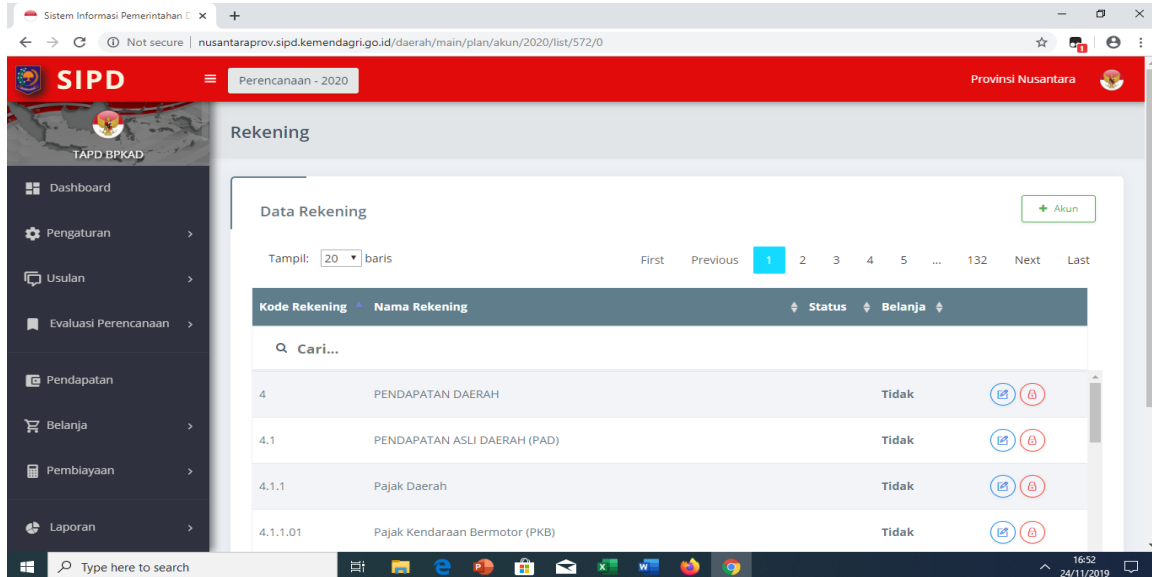 Sistem Informasi Pemerintahan D
Not secure | nusantaraprov.sipd.kemendagri.go.id/daerah/main/plan/akun/2020/list/572/0
SIPD
Perencanaan - 2020
Provinsi Nusantara
TAPD BPKAD
Rekening
Dashboard
Pengaturan
Usulan
Evaluasi Perencanaan
Pendapatan
Belanja
Pembiayaan
Laporan
Data Rekening
+ Akun
Tampil: 20 baris
First Previous 1 2 3 4 5 ... 132 Next Last
Kode Rekening Nama Rekening Status Belanja
Cari...
4 PENDAPATAN DAERAH Tidak
4.1 PENDAPATAN ASLI DAERAH (PAD) Tidak
4.1.1 Pajak Daerah Tidak
4.1.1.01 Pajak Kendaraan Bermotor (PKB) Tidak
Type here to search
16:52
24/11/2019